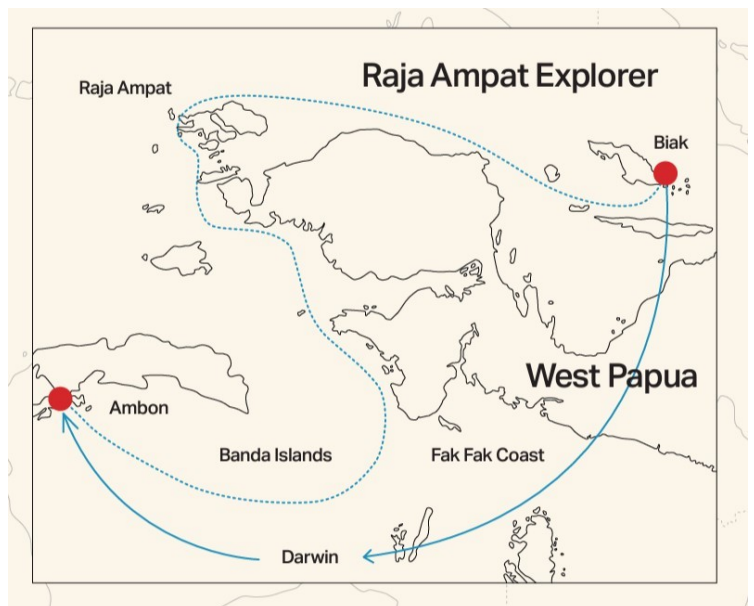 Raja Ampat Explorer
Raja Ampat
Biak
West Papua
Ambon
Banda Islands
Fak Fak Coast
Darwin